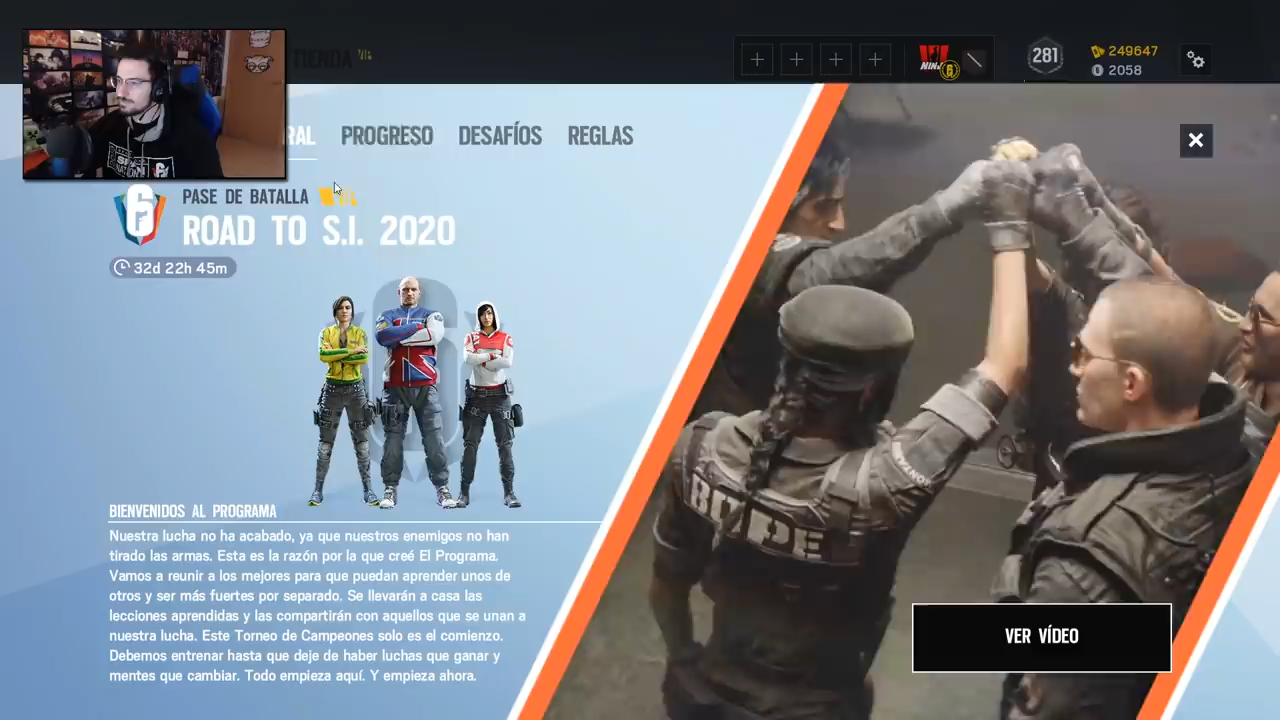 TIENDA
281
249647
2058
RAL
PROGRESO
DESAFÍOS
REGLAS
PASE DE BATALLA
ROAD TO S.I. 2020
32d 22h 45m
BIENVENIDOS AL PROGRAMA
Nuestra lucha no ha acabado, ya que nuestros enemigos no han
tirado las armas. Esta es la razón por la que creé El Programa.
Vamos a reunir a los mejores para que puedan aprender unos de
otros y ser más fuertes por separado. Se llevarán a casa las
lecciones aprendidas y las compartirán con aquellos que se unan a
nuestra lucha. Este Torneo de Campeones solo es el comienzo.
Debemos entrenar hasta que deje de haber luchas que ganar y
mentes que cambiar. Todo empieza aquí. Y empieza ahora.
BOPE
VER VÍDEO